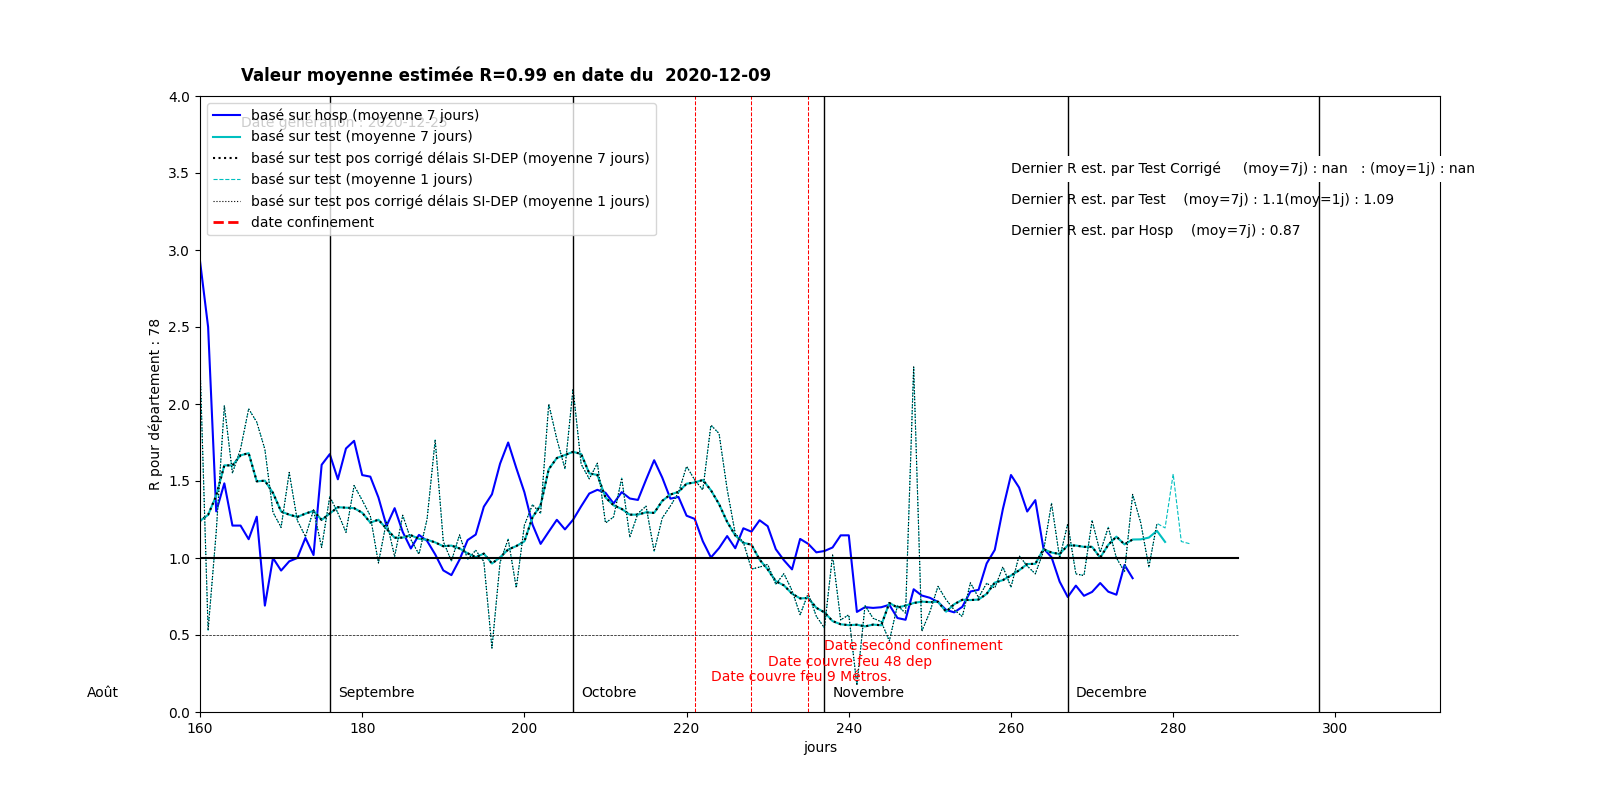 Valeur moyenne estimée R=0.99 en date du  2020-12-09
4.0
basé sur hosp (moyenne 7 jours)
basé sur test (moyenne 7 jours)
basé sur test pos corrigé délais SI-DEP (moyenne 7 jours)
basé sur test (moyenne 1 jours)
basé sur test pos corrigé délais SI-DEP (moyenne 1 jours)
date confinement
Dernier R est. par Test Corrigé     (moy=7j) : nan   : (moy=1j) : nan
3.5
Dernier R est. par Test    (moy=7j) : 1.1(moy=1j) : 1.09
Dernier R est. par Hosp    (moy=7j) : 0.87
3.0
2.5
2.0
1.5
1.0
0.5
0.0
R pour département : 78
Date second confinement
Date couvre feu 48 dep
Date couvre feu 9 Métros.
Août
Septembre
Octobre
Novembre
Decembre
160
180
200
220
240
260
280
300
jours